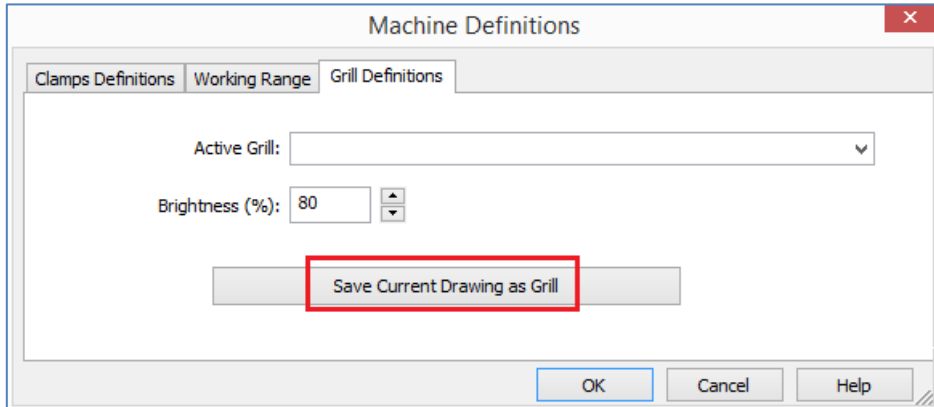 Machine Definitions
Clamps Definitions Working Range Grill Definitions
Active Grill:
Brightness (%): 80
Save Current Drawing as Grill
OK Cancel Help